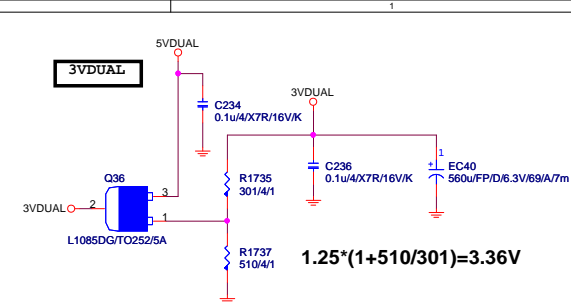 1
5VDUAL
3VDUAL
C234
0.1u/4/X7R/16V/K
3VDUAL
Q36
3
3VDUAL
2
1
L1085DG/TO252/5A
R1735
301/4/1
C236
0.1u/4/X7R/16V/K
1
+
EC40
560u/FP/D/6.3V/69/A/7m
R1737
510/4/1
1.25*(1+510/301)=3.36V